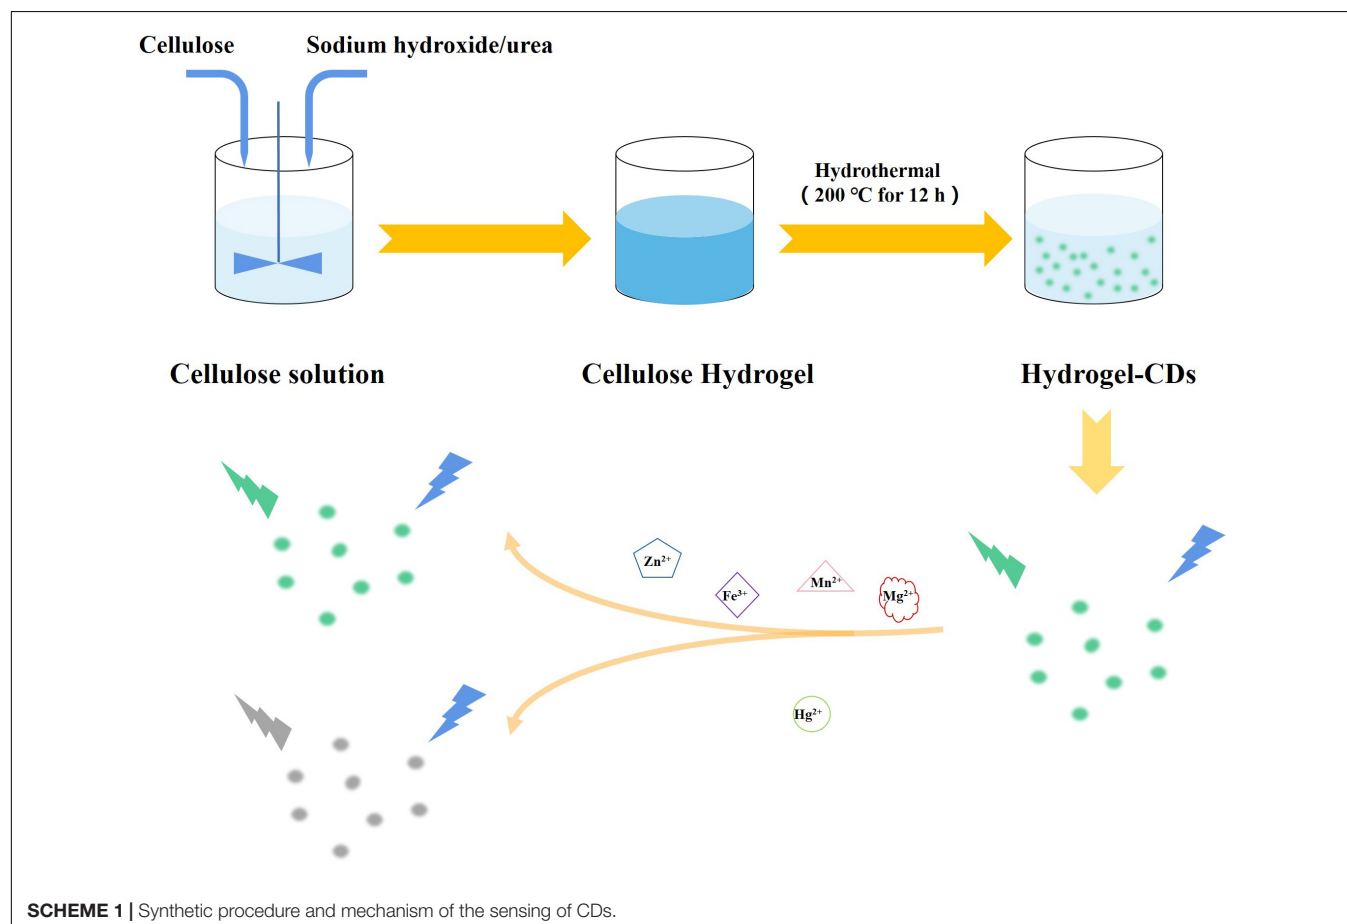 Cellulose
Sodium hydroxide/urea
Hydrothermal
( 200 ℃ for 12 h )
Cellulose solution
Cellulose Hydrogel
Hydrogel-CDs
Zn²⁺
Fe³⁺
Mn²⁺
Mg²⁺
Hg²⁺
SCHEME 1 | Synthetic procedure and mechanism of the sensing of CDs.